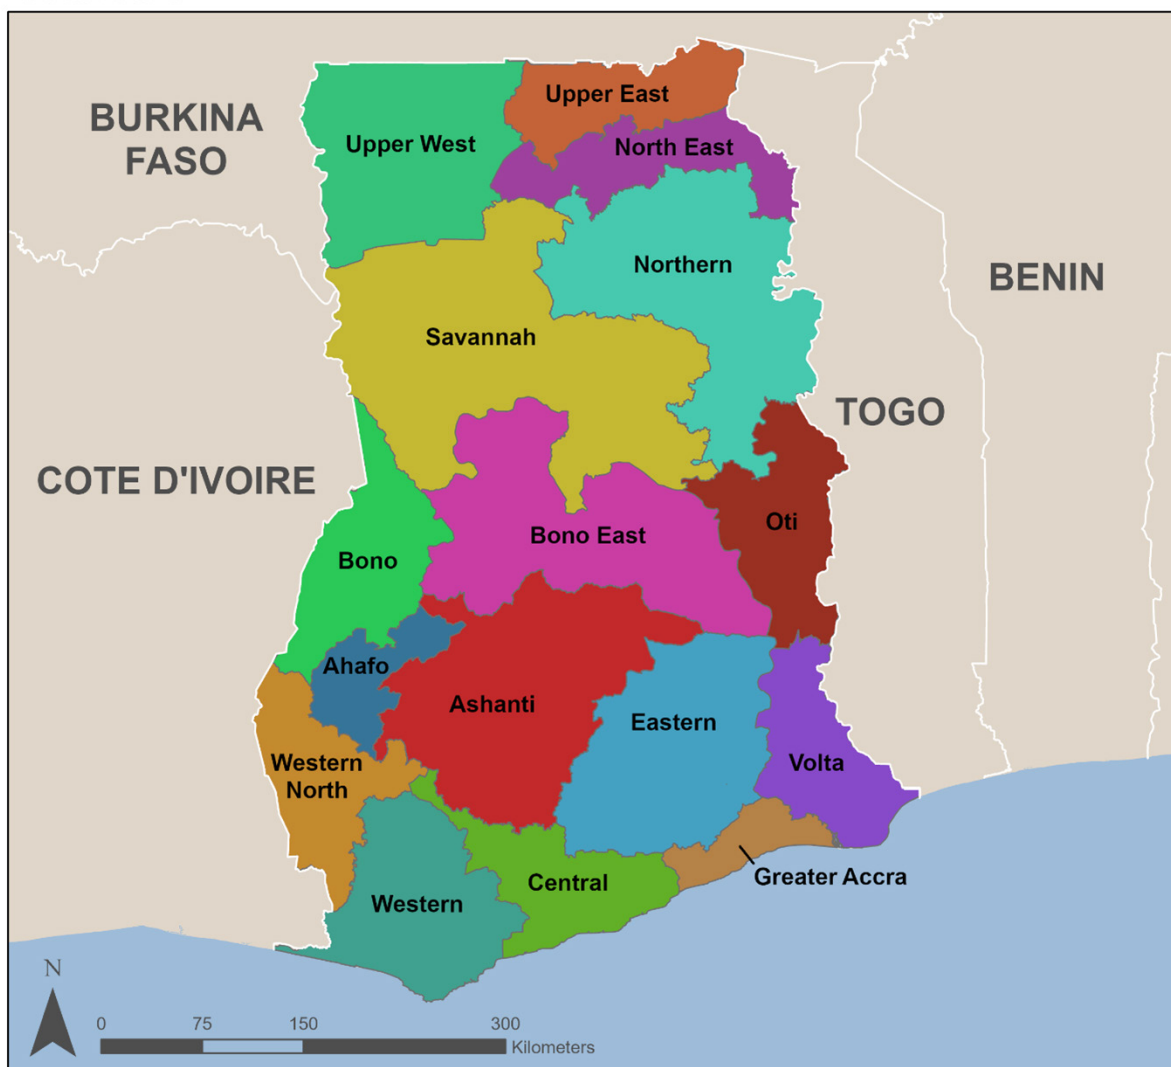 Upper East
BURKINA
FASO
Upper West
North East
Northern
BENIN
Savannah
TOGO
COTE D'IVOIRE
Oti
Bono East
Bono
Ahafo
Ashanti
Eastern
Western
North
Volta
Greater Accra
Central
Western
N
0 75 150 300
Kilometers